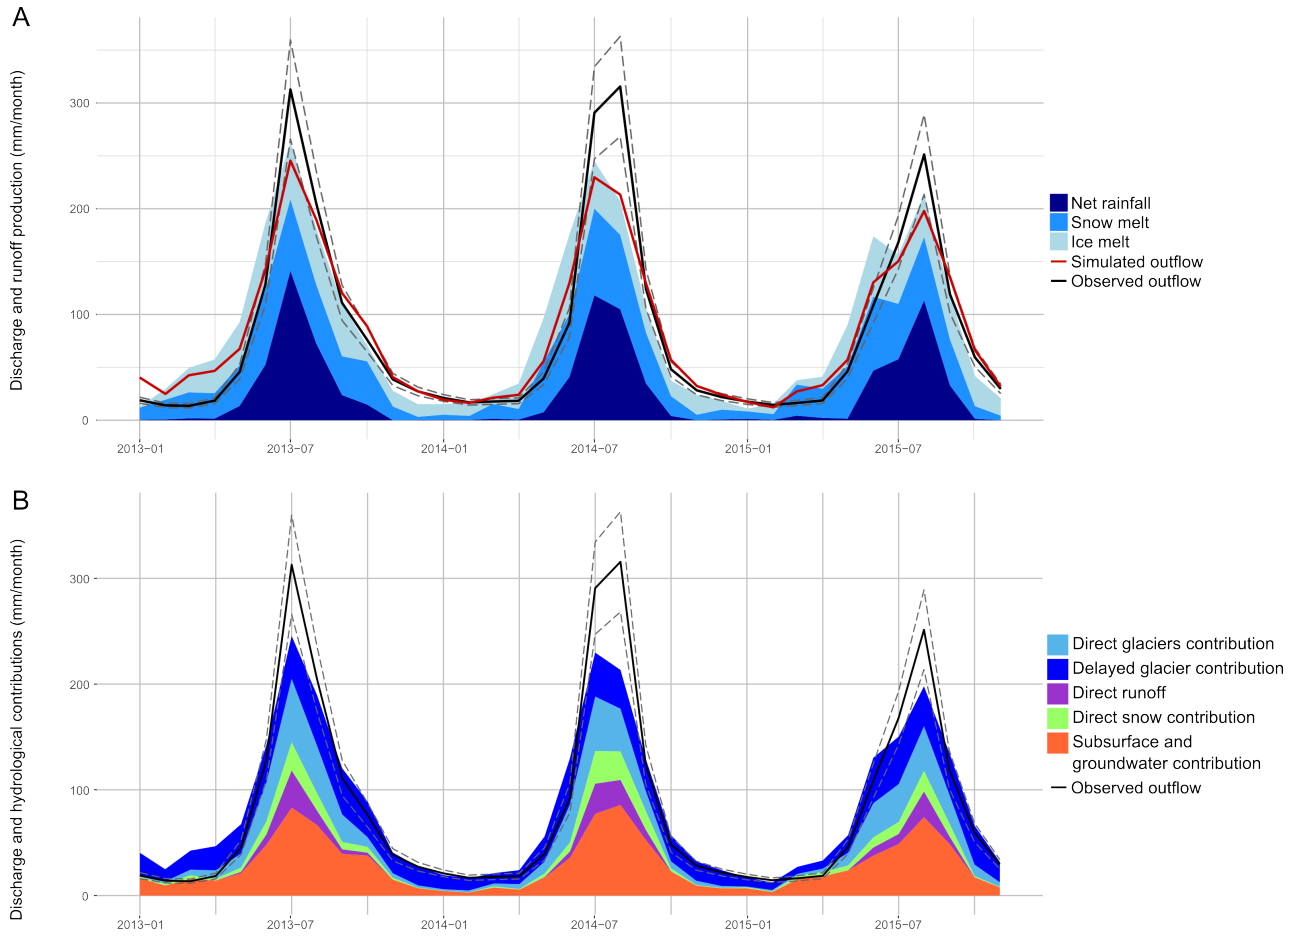 A
Discharge and runoff production (mm/month)
300
200
100
0
2013−01
2013−07
2014−01
2014−07
2015−01
2015−07
Net rainfall
Snow melt
Ice melt
Simulated outflow
Observed outflow
B
Discharge and hydrological contributions (mm/month)
300
200
100
0
2013−01
2013−07
2014−01
2014−07
2015−01
2015−07
Direct glaciers contribution
Delayed glacier contribution
Direct runoff
Direct snow contribution
Subsurface and
groundwater contribution
Observed outflow